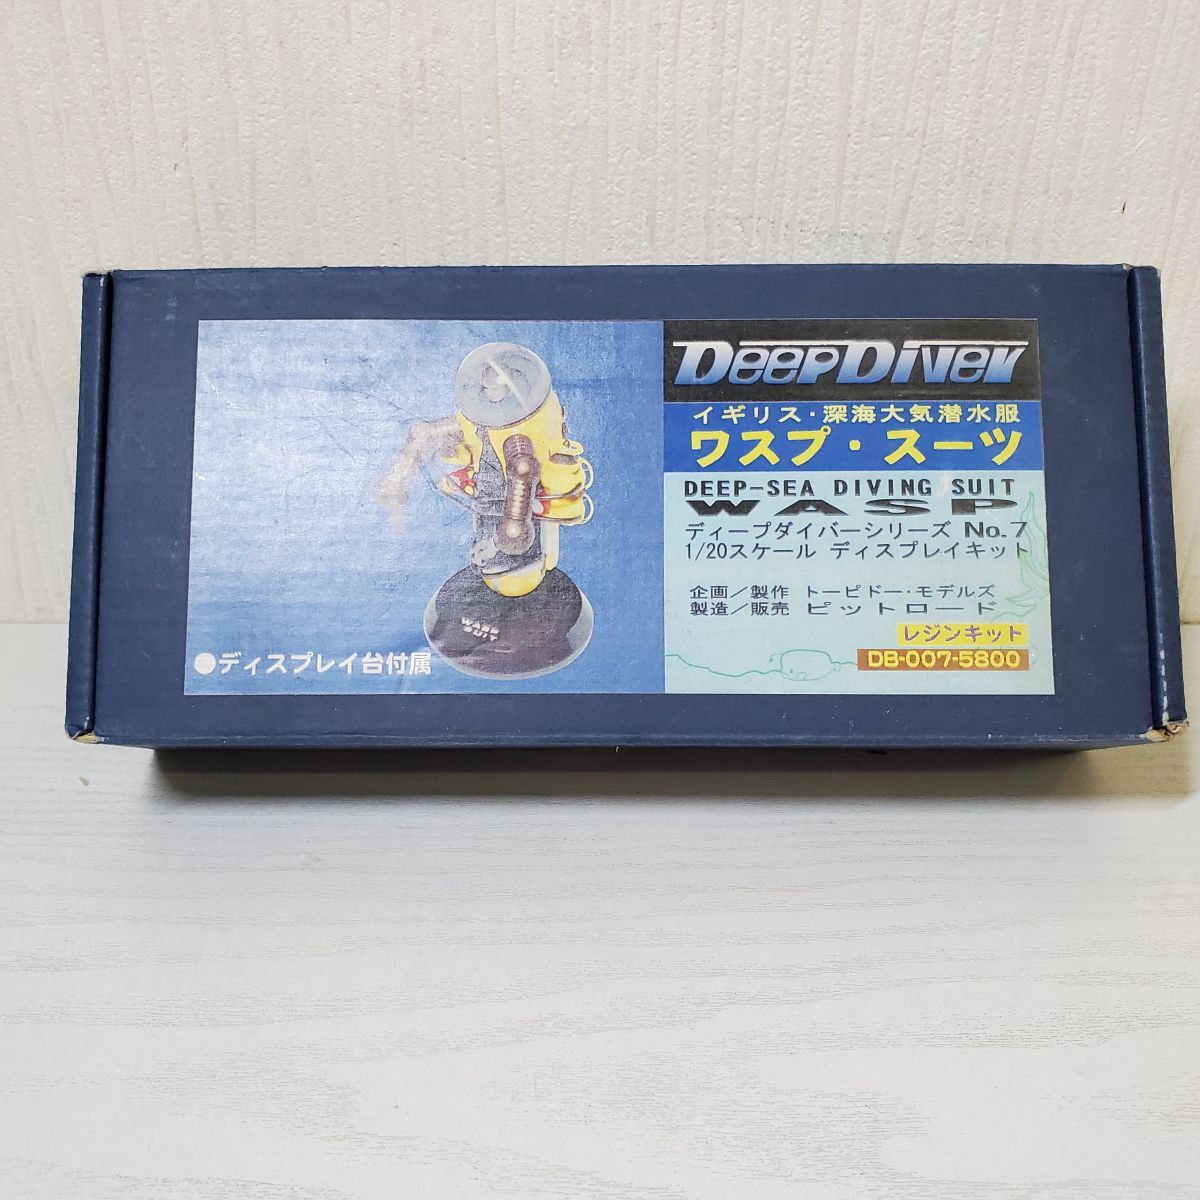 DeepDiver
イギリス・深海大気潜水服
ワスプ・スーツ
DEEP-SEA DIVING SUIT
WASP
ディープダイバーシリーズ No.7
1/20スケール ディスプレイキット
企画／製作 トーピドー・モデルズ
製造／販売 ピットロード
レジンキット
DB-007-5800
WASP
SUIT
●ディスプレイ台付属